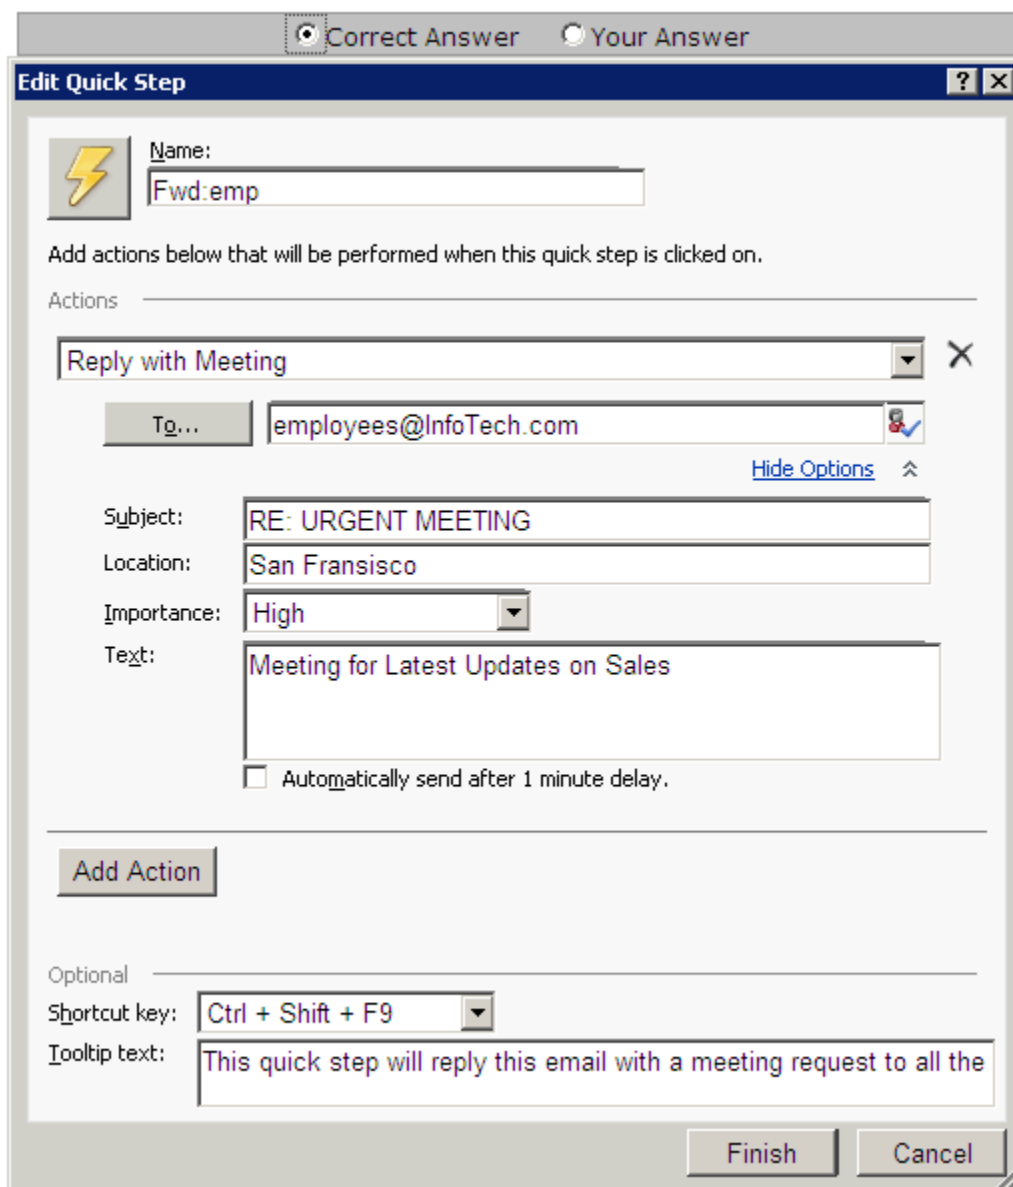 Correct Answer Your Answer
Edit Quick Step
Name:
Fwd:emp
Add actions below that will be performed when this quick step is clicked on.
Actions
Reply with Meeting
To... employees@InfoTech.com
Hide Options
Subject: RE: URGENT MEETING
Location: San Fransisco
Importance: High
Text: Meeting for Latest Updates on Sales
Automatically send after 1 minute delay.
Add Action
Optional
Shortcut key: Ctrl + Shift + F9
Tooltip text: This quick step will reply this email with a meeting request to all the
Finish Cancel